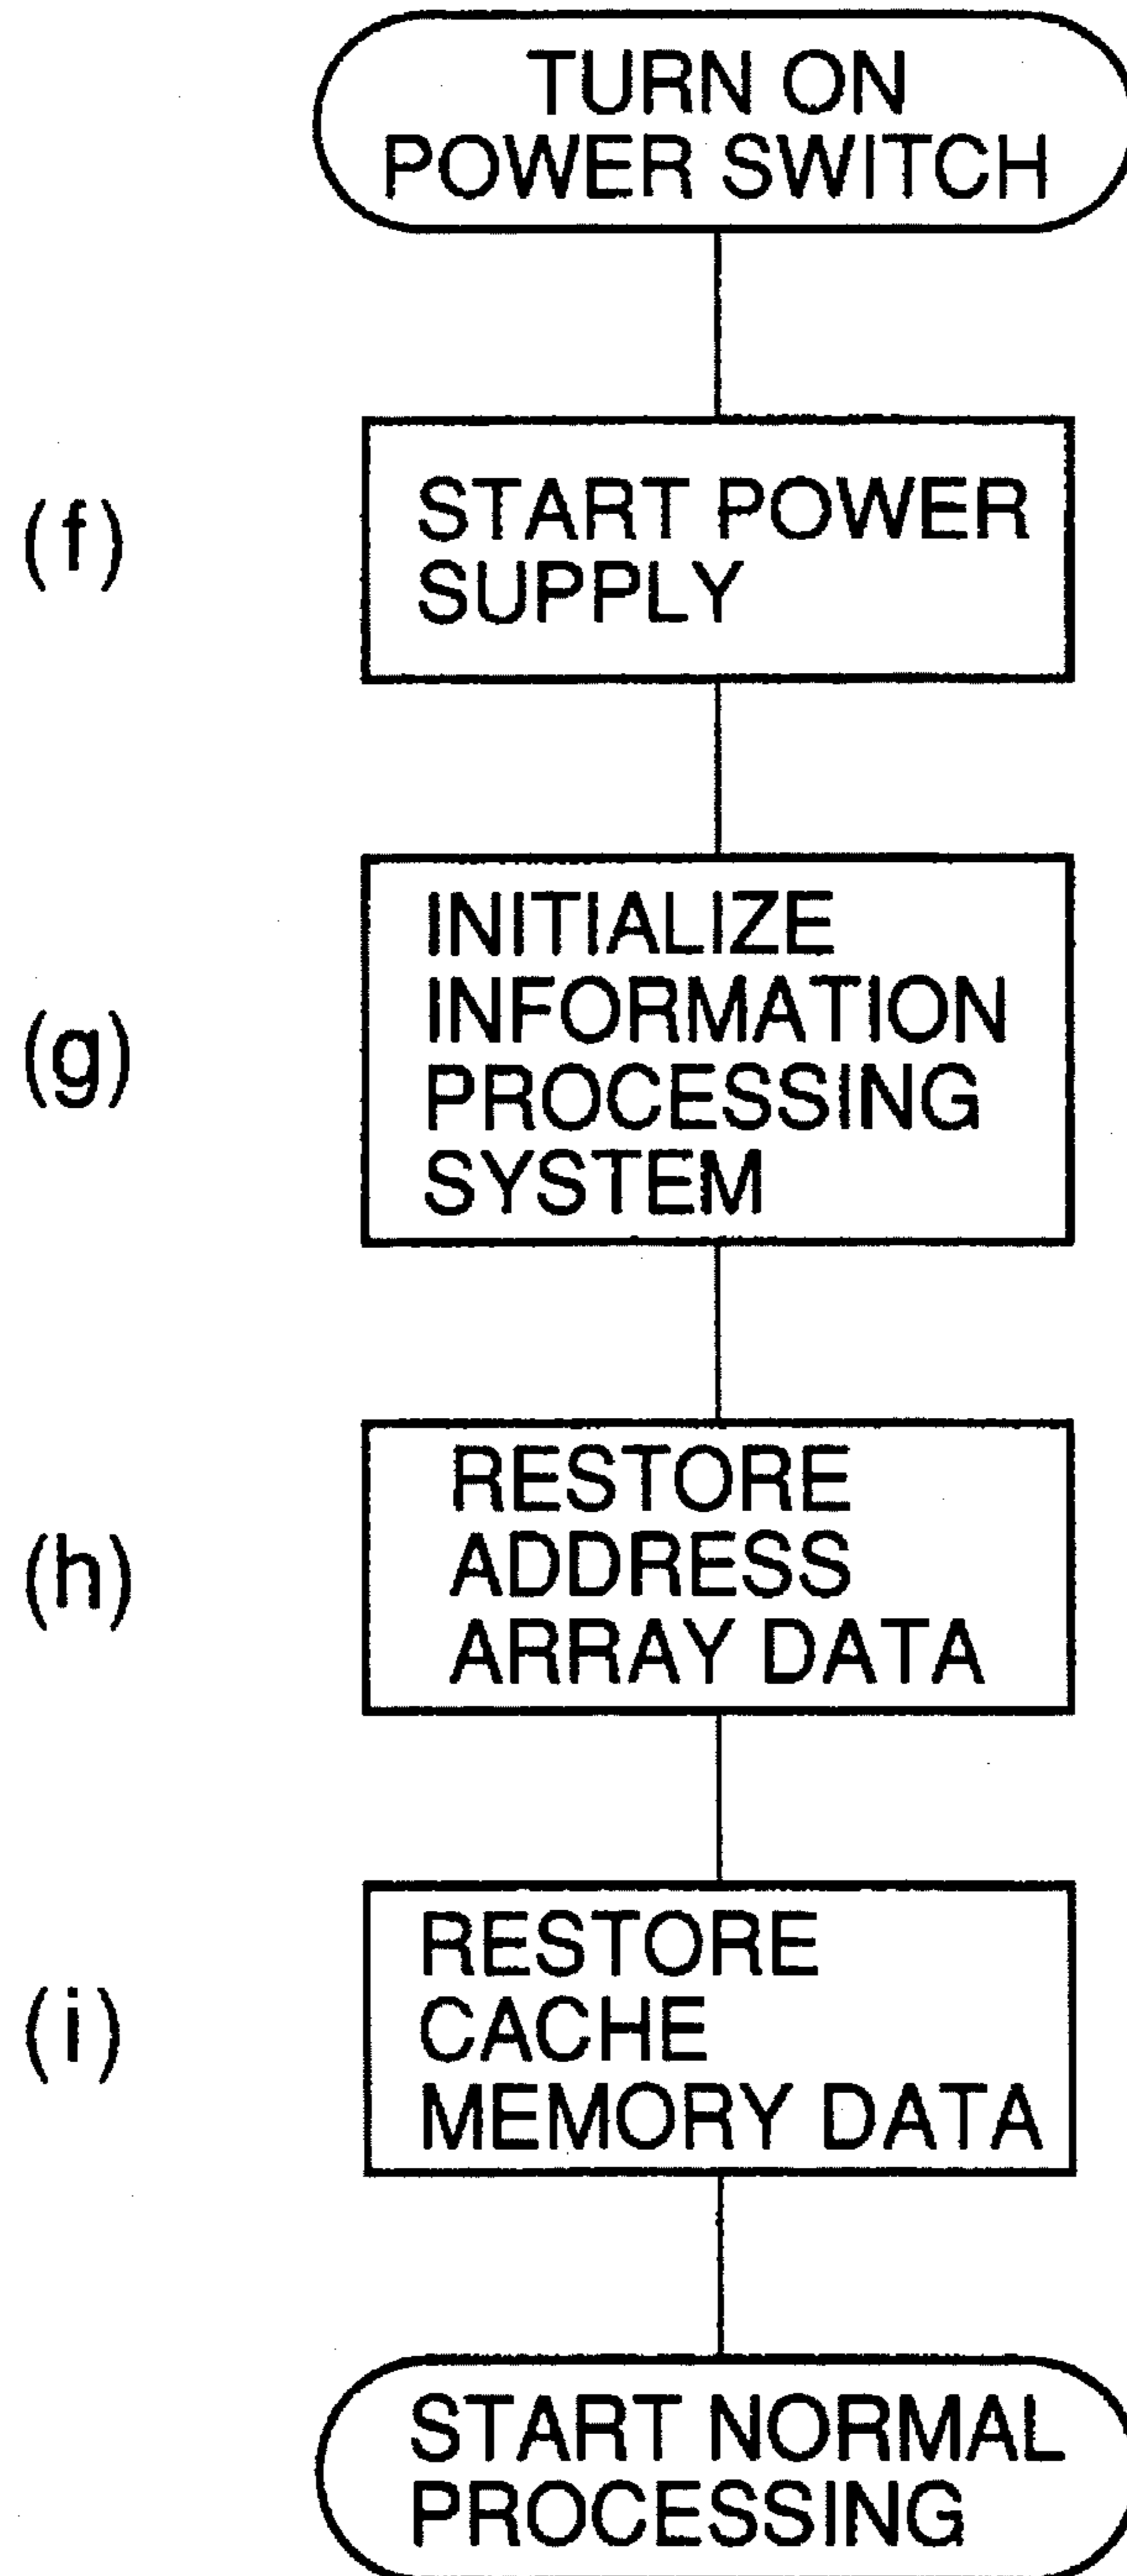 TURN ON
POWER SWITCH
(f)
START POWER
SUPPLY
(g)
INITIALIZE
INFORMATION
PROCESSING
SYSTEM
(h)
RESTORE
ADDRESS
ARRAY DATA
(i)
RESTORE
CACHE
MEMORY DATA
START NORMAL
PROCESSING